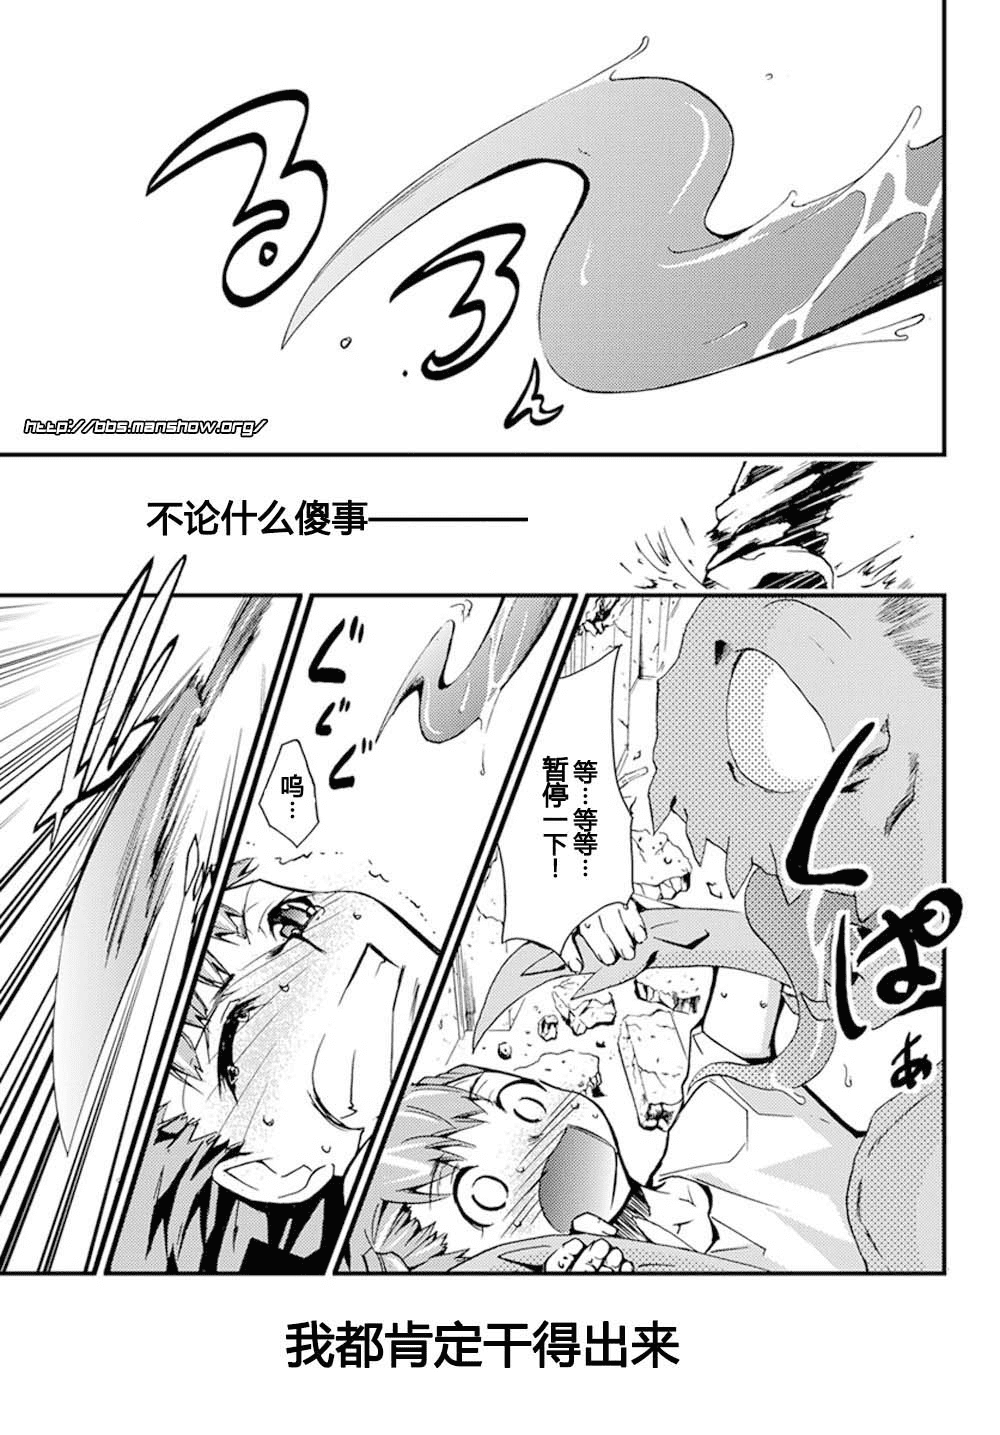 るろん
http://bbs.manshow.org/
不论什么傻事————
くぱぁ
等…等等…
暂停一下！
ぐぐ
呜…
我都肯定干得出来